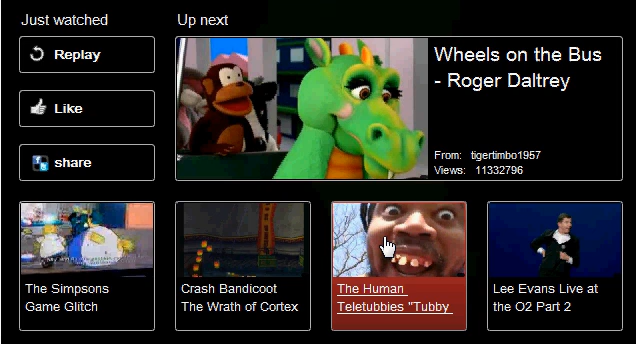 Just watched
Up next
Replay
Like
share
Wheels on the Bus
- Roger Daltrey
From: tigertimbo1957
Views: 11332796
The Simpsons
Game Glitch
Crash Bandicoot
The Wrath of Cortex
The Human
Teletubbies "Tubby
Lee Evans Live at
the O2 Part 2